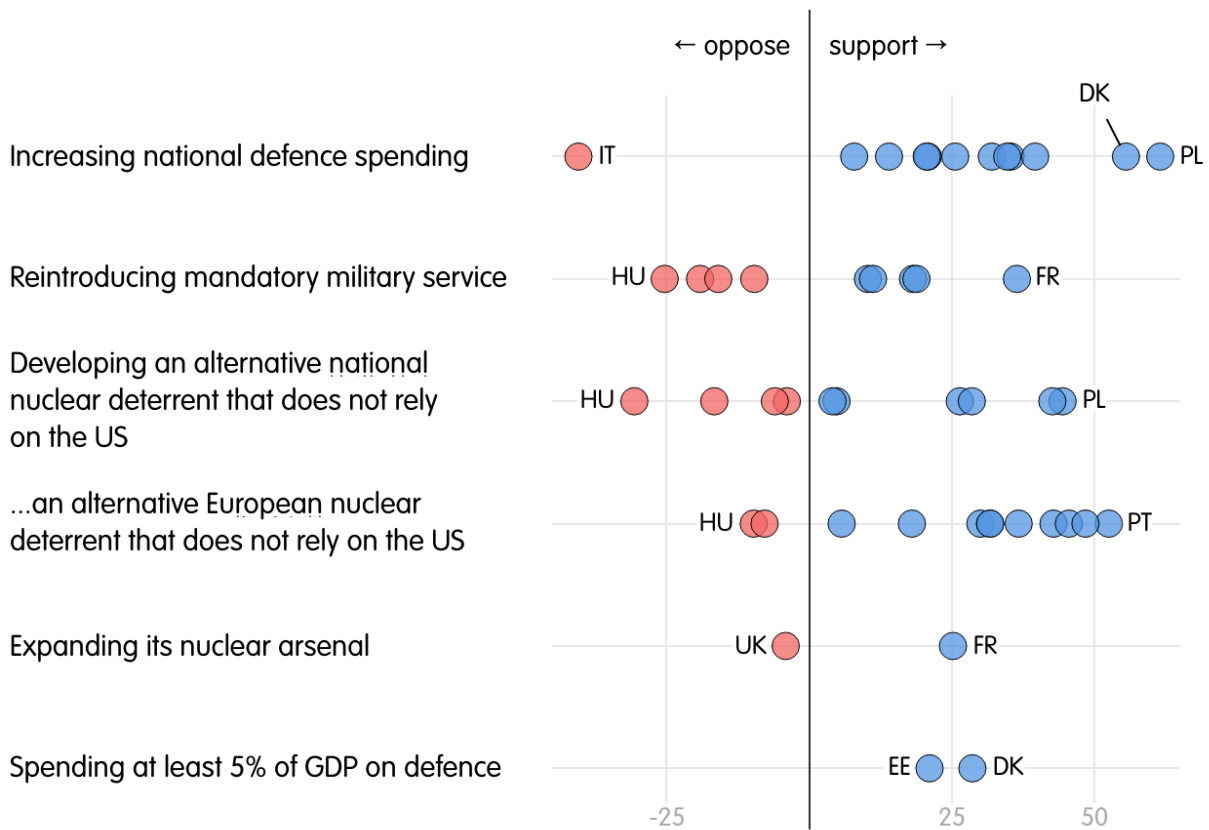 ← oppose support →
DK
Increasing national defence spending IT PL
Reintroducing mandatory military service HU FR
Developing an alternative national
nuclear deterrent that does not rely HU PL
on the US
...an alternative European nuclear
HU PT
deterrent that does not rely on the US
Expanding its nuclear arsenal UK FR
Spending at least 5% of GDP on defence EE DK
-25 25 50